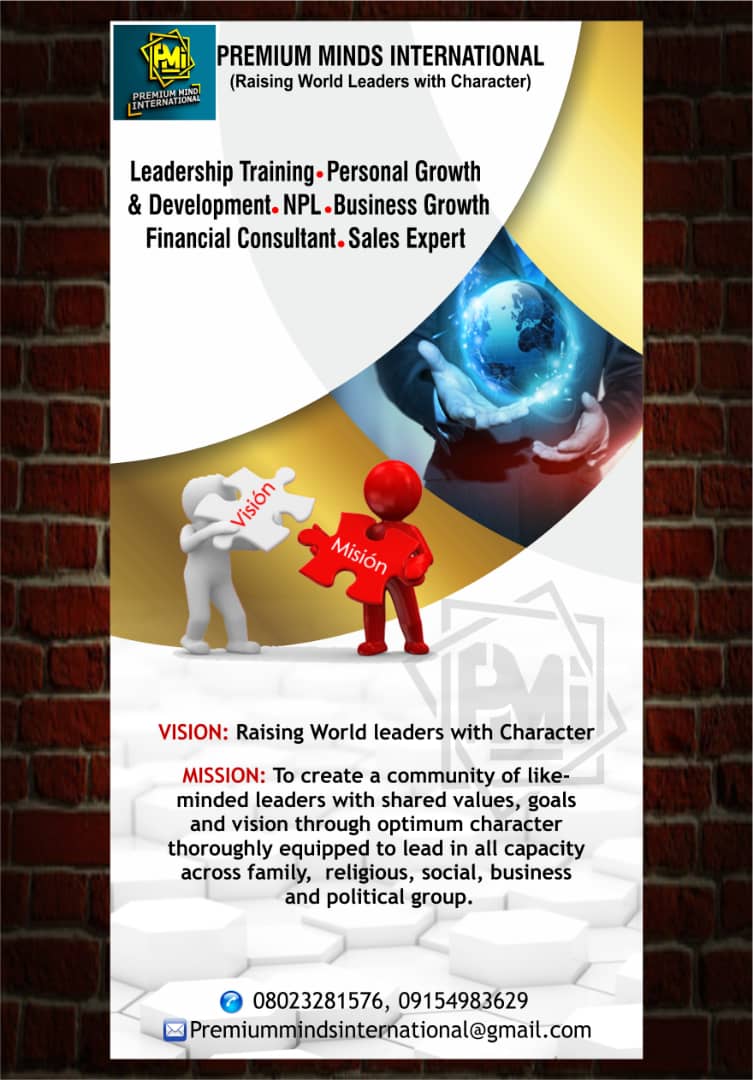 PMI
PREMIUM MIND
INTERNATIONAL
PREMIUM MINDS INTERNATIONAL
(Raising World Leaders with Character)
Leadership Training• Personal Growth
& Development• NPL•Business Growth
Financial Consultant•Sales Expert
Visión
Misión
PMi
VISION: Raising World leaders with Character
MISSION: To create a community of like-
minded leaders with shared values, goals
and vision through optimum character
thoroughly equipped to lead in all capacity
across family, religious, social, business
and political group.
08023281576, 09154983629
Premiummindsinternational@gmail.com